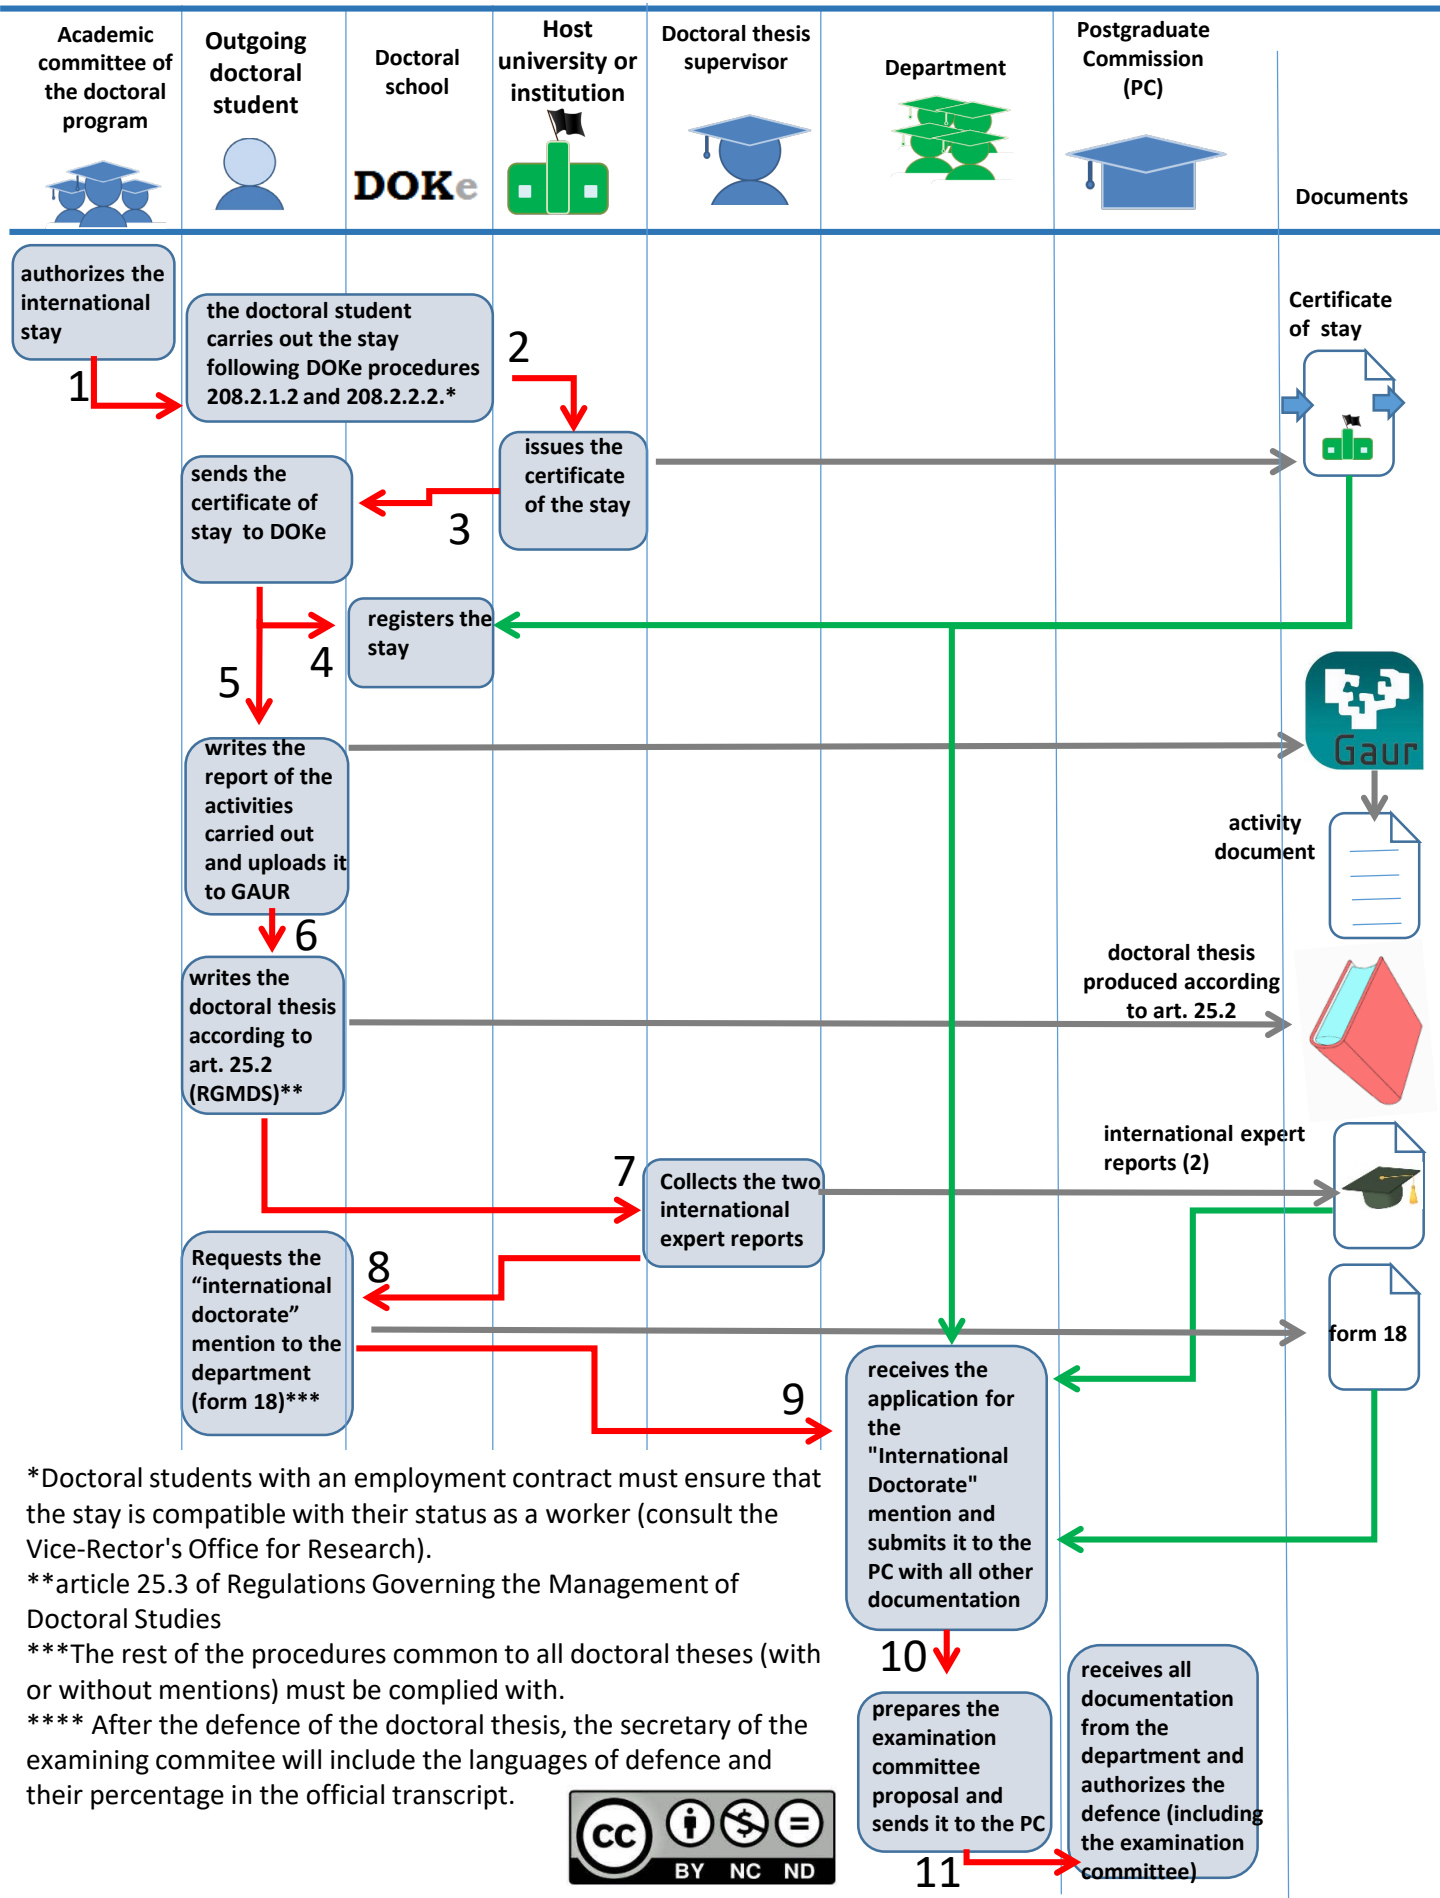 Academic
committee of
the doctoral
program
Outgoing
doctoral
student
Doctoral
school
DOKe
Host
university or
institution
Doctoral thesis
supervisor
Department
Postgraduate
Commission
(PC)
Documents
authorizes the
international
stay
1
the doctoral student
carries out the stay
following DOKe procedures
208.2.1.2 and 208.2.2.2.*
2
Certificate
of stay
issues the
certificate
of the stay
sends the
certificate of
stay to DOKe
3
registers the
stay
4
5
Gaur
writes the
report of the
activities
carried out
and uploads it
to GAUR
activity
document
6
writes the
doctoral thesis
according to
art. 25.2
(RGMDS)**
doctoral thesis
produced according
to art. 25.2
international expert
reports (2)
7
Collects the two
international
expert reports
8
Requests the
“international
doctorate”
mention to the
department
(form 18)***
form 18
9
receives the
application for
the
"International
Doctorate"
mention and
submits it to the
PC with all other
documentation
10
prepares the
examination
committee
proposal and
sends it to the PC
11
receives all
documentation
from the
department and
authorizes the
defence (including
the examination
committee)
*Doctoral students with an employment contract must ensure that
the stay is compatible with their status as a worker (consult the
Vice-Rector's Office for Research).
**article 25.3 of Regulations Governing the Management of
Doctoral Studies
***The rest of the procedures common to all doctoral theses (with
or without mentions) must be complied with.
**** After the defence of the doctoral thesis, the secretary of the
examining commitee will include the languages of defence and
their percentage in the official transcript.
cc
BY NC ND